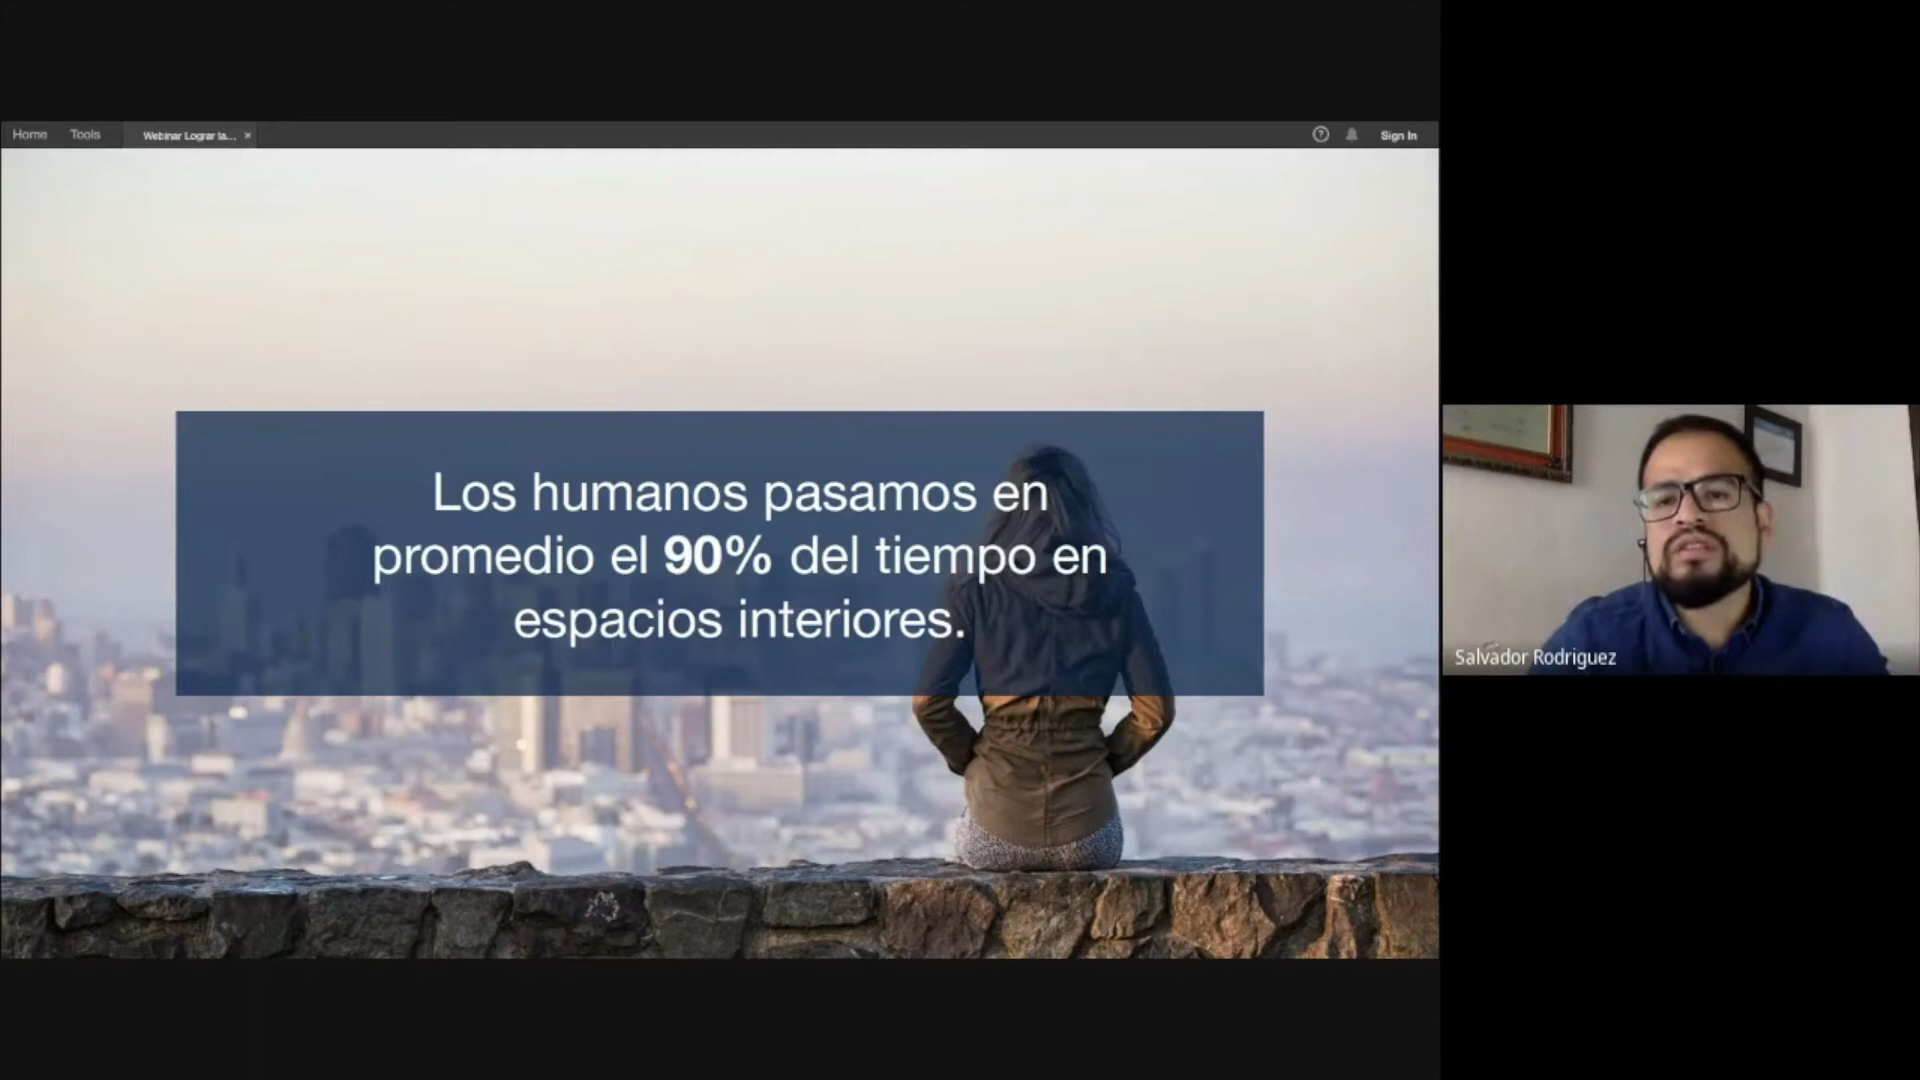 Home Tools Webinar Lograr la... × ? Sign In
Los humanos pasamos en
promedio el 90% del tiempo en
espacios interiores.
Salvador Rodriguez